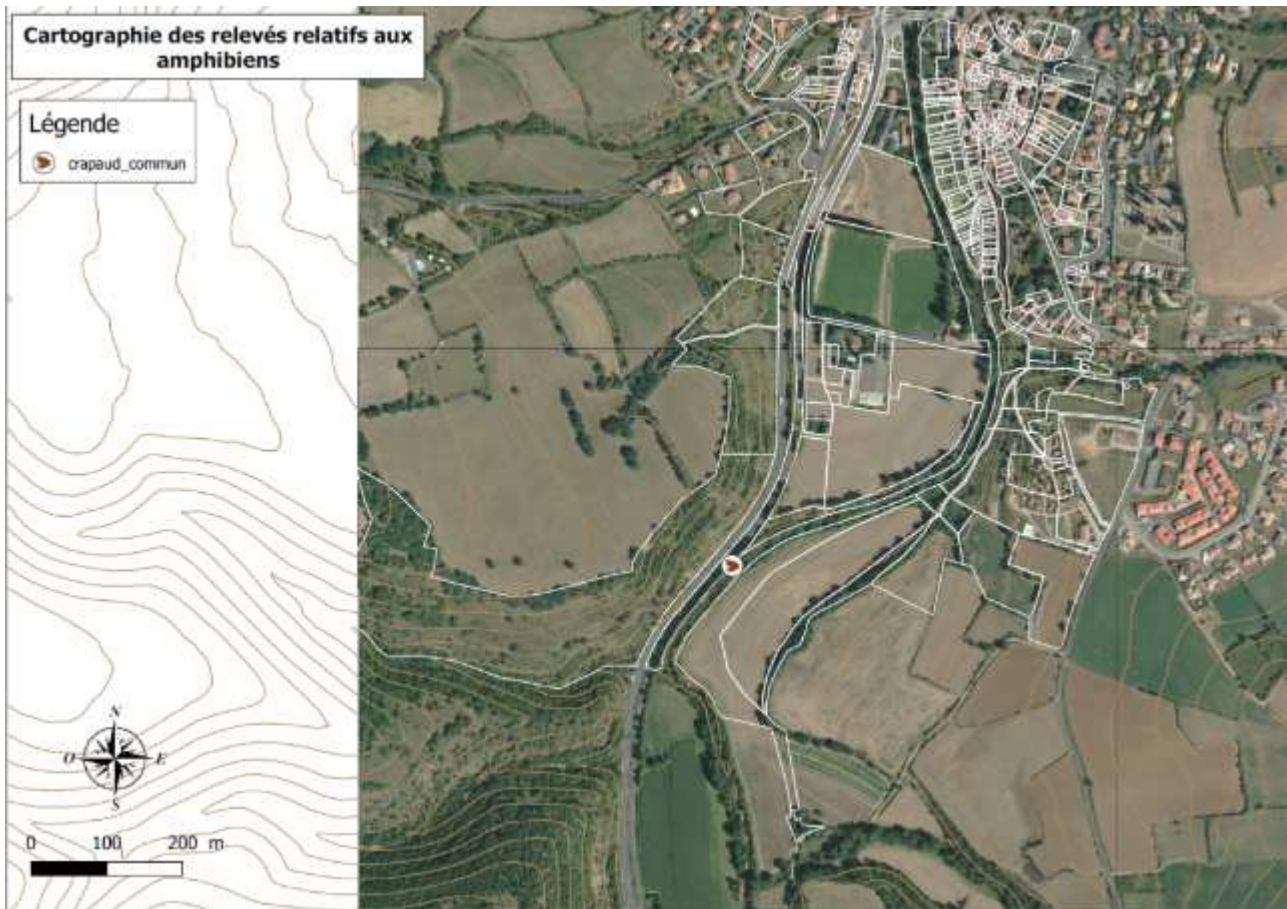 Cartographie des relevés relatifs aux
amphibiens
Légende
crapaud_commun
N
O
E
S
0 100 200 m